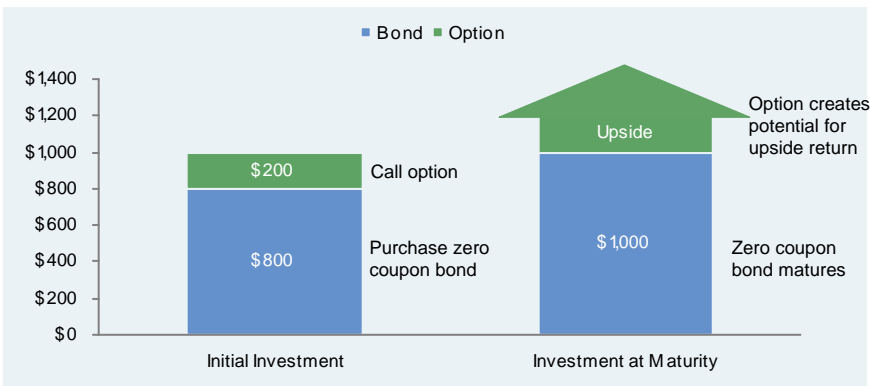 Bond Option
$1,400
$1,200
$1,000
$800
$600
$400
$200
$0
$200
Call option
$800
Purchase zero
coupon bond
Upside
Option creates
potential for
upside return
$1,000
Zero coupon
bond matures
Initial Investment
Investment at Maturity